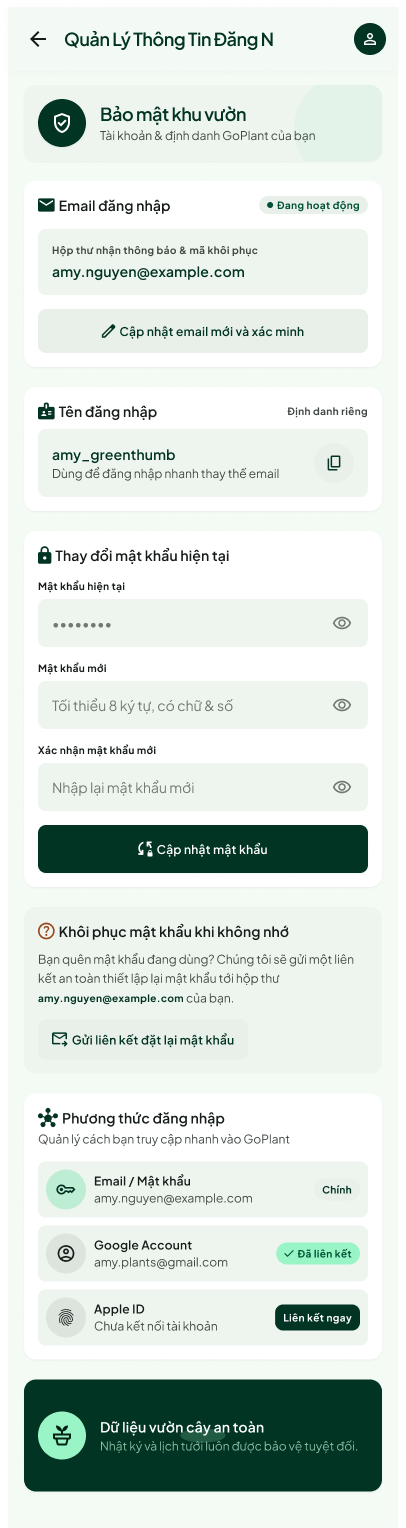 Quản Lý Thông Tin Đăng N
Bảo mật khu vườn
Tài khoản & định danh GoPlant của bạn
Email đăng nhập
Đang hoạt động
Hộp thư nhận thông báo & mã khôi phục
amy.nguyen@example.com
Cập nhật email mới và xác minh
Tên đăng nhập
Định danh riêng
amy_greenthumb
Dùng để đăng nhập nhanh thay thế email
Thay đổi mật khẩu hiện tại
Mật khẩu hiện tại
••••••••
Mật khẩu mới
Tối thiểu 8 ký tự, có chữ & số
Xác nhận mật khẩu mới
Nhập lại mật khẩu mới
Cập nhật mật khẩu
Khôi phục mật khẩu khi không nhớ
Bạn quên mật khẩu đang dùng? Chúng tôi sẽ gửi một liên
kết an toàn thiết lập lại mật khẩu tới hộp thư
amy.nguyen@example.com của bạn.
Gửi liên kết đặt lại mật khẩu
Phương thức đăng nhập
Quản lý cách bạn truy cập nhanh vào GoPlant
Email / Mật khẩu
amy.nguyen@example.com
Chính
Google Account
amy.plants@gmail.com
Đã liên kết
Apple ID
Chưa kết nối tài khoản
Liên kết ngay
Dữ liệu vườn cây an toàn
Nhật ký và lịch tưới luôn được bảo vệ tuyệt đối.